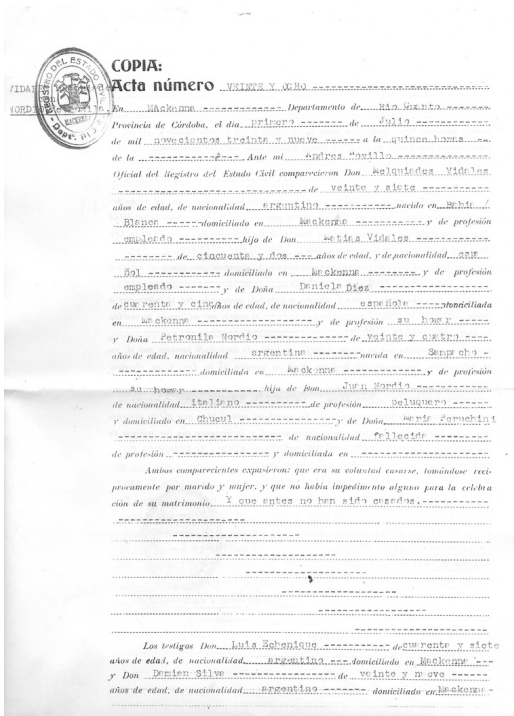 COPIA:
Acta número VEINTE Y OCHO
En Mackenna Departamento de Rio Cuarto
Provincia de Córdoba, el día primero de Julio
de mil novecientos treinta y nueve a la quince horas
de la Ante mí Andres Tovillo
Oficial del Registro del Estado Civil comparecieron Don Melquiades Vidales
de veinte y siete
años de edad, de nacionalidad argentino nacido en Bahia /
Blanca domiciliado en Mackenna y de profesión
empleado hijo de Don Matias Vidales
de cincuenta y dos años de edad, y de nacionalidad espa
ñol domiciliado en Mackenna y de profesión
empleado y de Doña Daniela Diez
de cuarenta y cinco años de edad, de nacionalidad española domiciliada
en Mackenna y de profesión su hogar
y Doña Petronila Nordio de veinte y cuatro
años de edad, nacionalidad argentina nacida en Sampacho -
domiciliada en Mackenna y de profesión
su hogar hija de Don Juan Nordio
de nacionalidad italiano de profesión peluquero
y domiciliado en Chucul y de Doña Maria Peruchini
de nacionalidad fallecida
de profesión y domiciliado en
Ambos comparecientes expusieron: que era su voluntad casarse, tomándose reci-
procamente por marido y mujer, y que no había impedimento alguno para la celebra
ción de su matrimonio. Y que antes no han sido casados.
Los testigos Don Luis Echenique de cuarenta y siete
años de edad, de nacionalidad argentino domiciliado en Mackenna
y Don Damian Silva de veinte y nueve
años de edad, de nacionalidad argentino domiciliado en Mackenna-